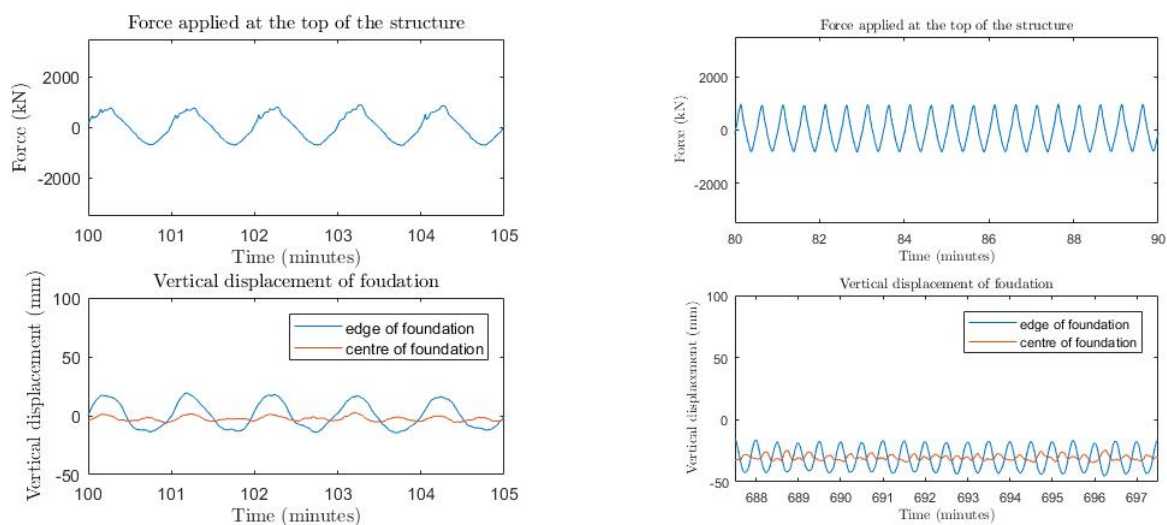 Force applied at the top of the structure
2000
0
-2000
Force (kN)
100 101 102 103 104 105
Time (minutes)
Vertical displacement of foudation
100
50
0
-50
Vertical displacement (mm)
edge of foundation
centre of foundation
100 101 102 103 104 105
Time (minutes)
Force applied at the top of the structure
2000
0
-2000
Force (kN)
80 82 84 86 88 90
Time (minutes)
Vertical displacement of foudation
100
50
0
-50
Vertical displacement (mm)
edge of foundation
centre of foundation
688 689 690 691 692 693 694 695 696 697
Time (minutes)